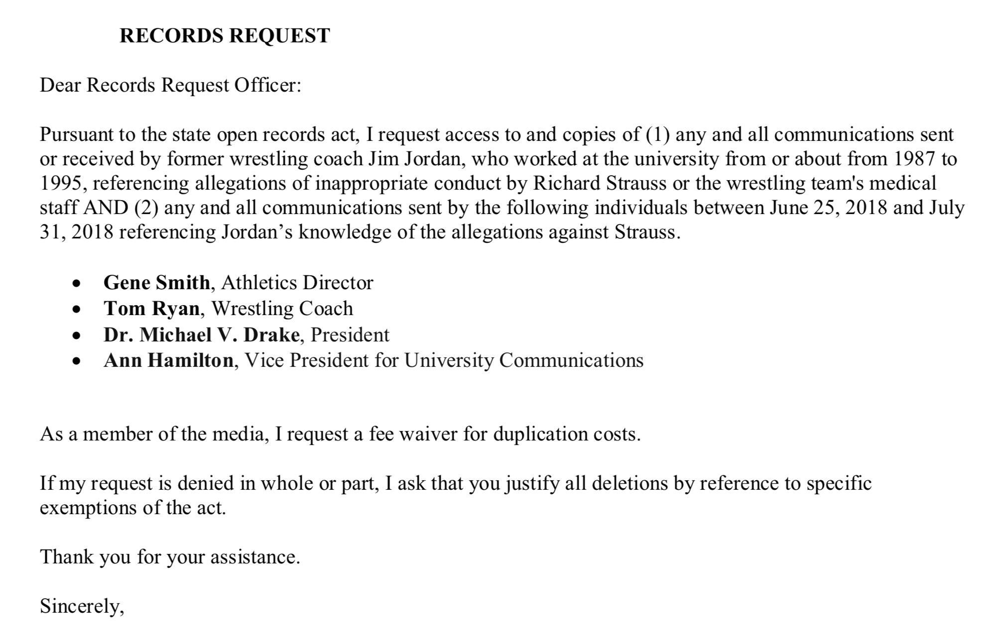 RECORDS REQUEST
Dear Records Request Officer:
Pursuant to the state open records act, I request access to and copies of (1) any and all communications sent
or received by former wrestling coach Jim Jordan, who worked at the university from or about from 1987 to
1995, referencing allegations of inappropriate conduct by Richard Strauss or the wrestling team's medical
staff AND (2) any and all communications sent by the following individuals between June 25, 2018 and July
31, 2018 referencing Jordan’s knowledge of the allegations against Strauss.
• Gene Smith, Athletics Director
• Tom Ryan, Wrestling Coach
• Dr. Michael V. Drake, President
• Ann Hamilton, Vice President for University Communications
As a member of the media, I request a fee waiver for duplication costs.
If my request is denied in whole or part, I ask that you justify all deletions by reference to specific
exemptions of the act.
Thank you for your assistance.
Sincerely,